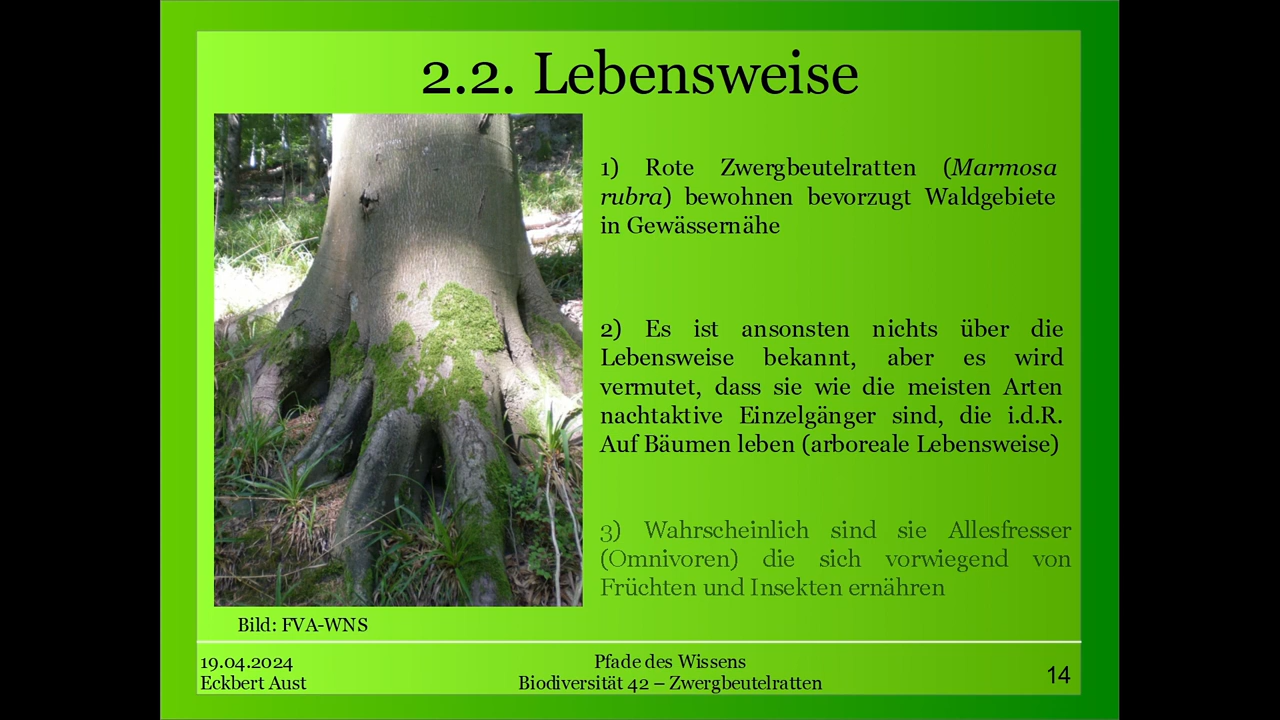 2.2. Lebensweise
1) Rote Zwergbeutelratten (Marmosa
rubra) bewohnen bevorzugt Waldgebiete
in Gewässernähe
2) Es ist ansonsten nichts über die
Lebensweise bekannt, aber es wird
vermutet, dass sie wie die meisten Arten
nachtaktive Einzelgänger sind, die i.d.R.
Auf Bäumen leben (arboreale Lebensweise)
3) Wahrscheinlich sind sie Allesfresser
(Omnivoren) die sich vorwiegend von
Früchten und Insekten ernähren
Bild: FVA-WNS
19.04.2024
Eckbert Aust
Pfade des Wissens
Biodiversität 42 – Zwergbeutelratten
14